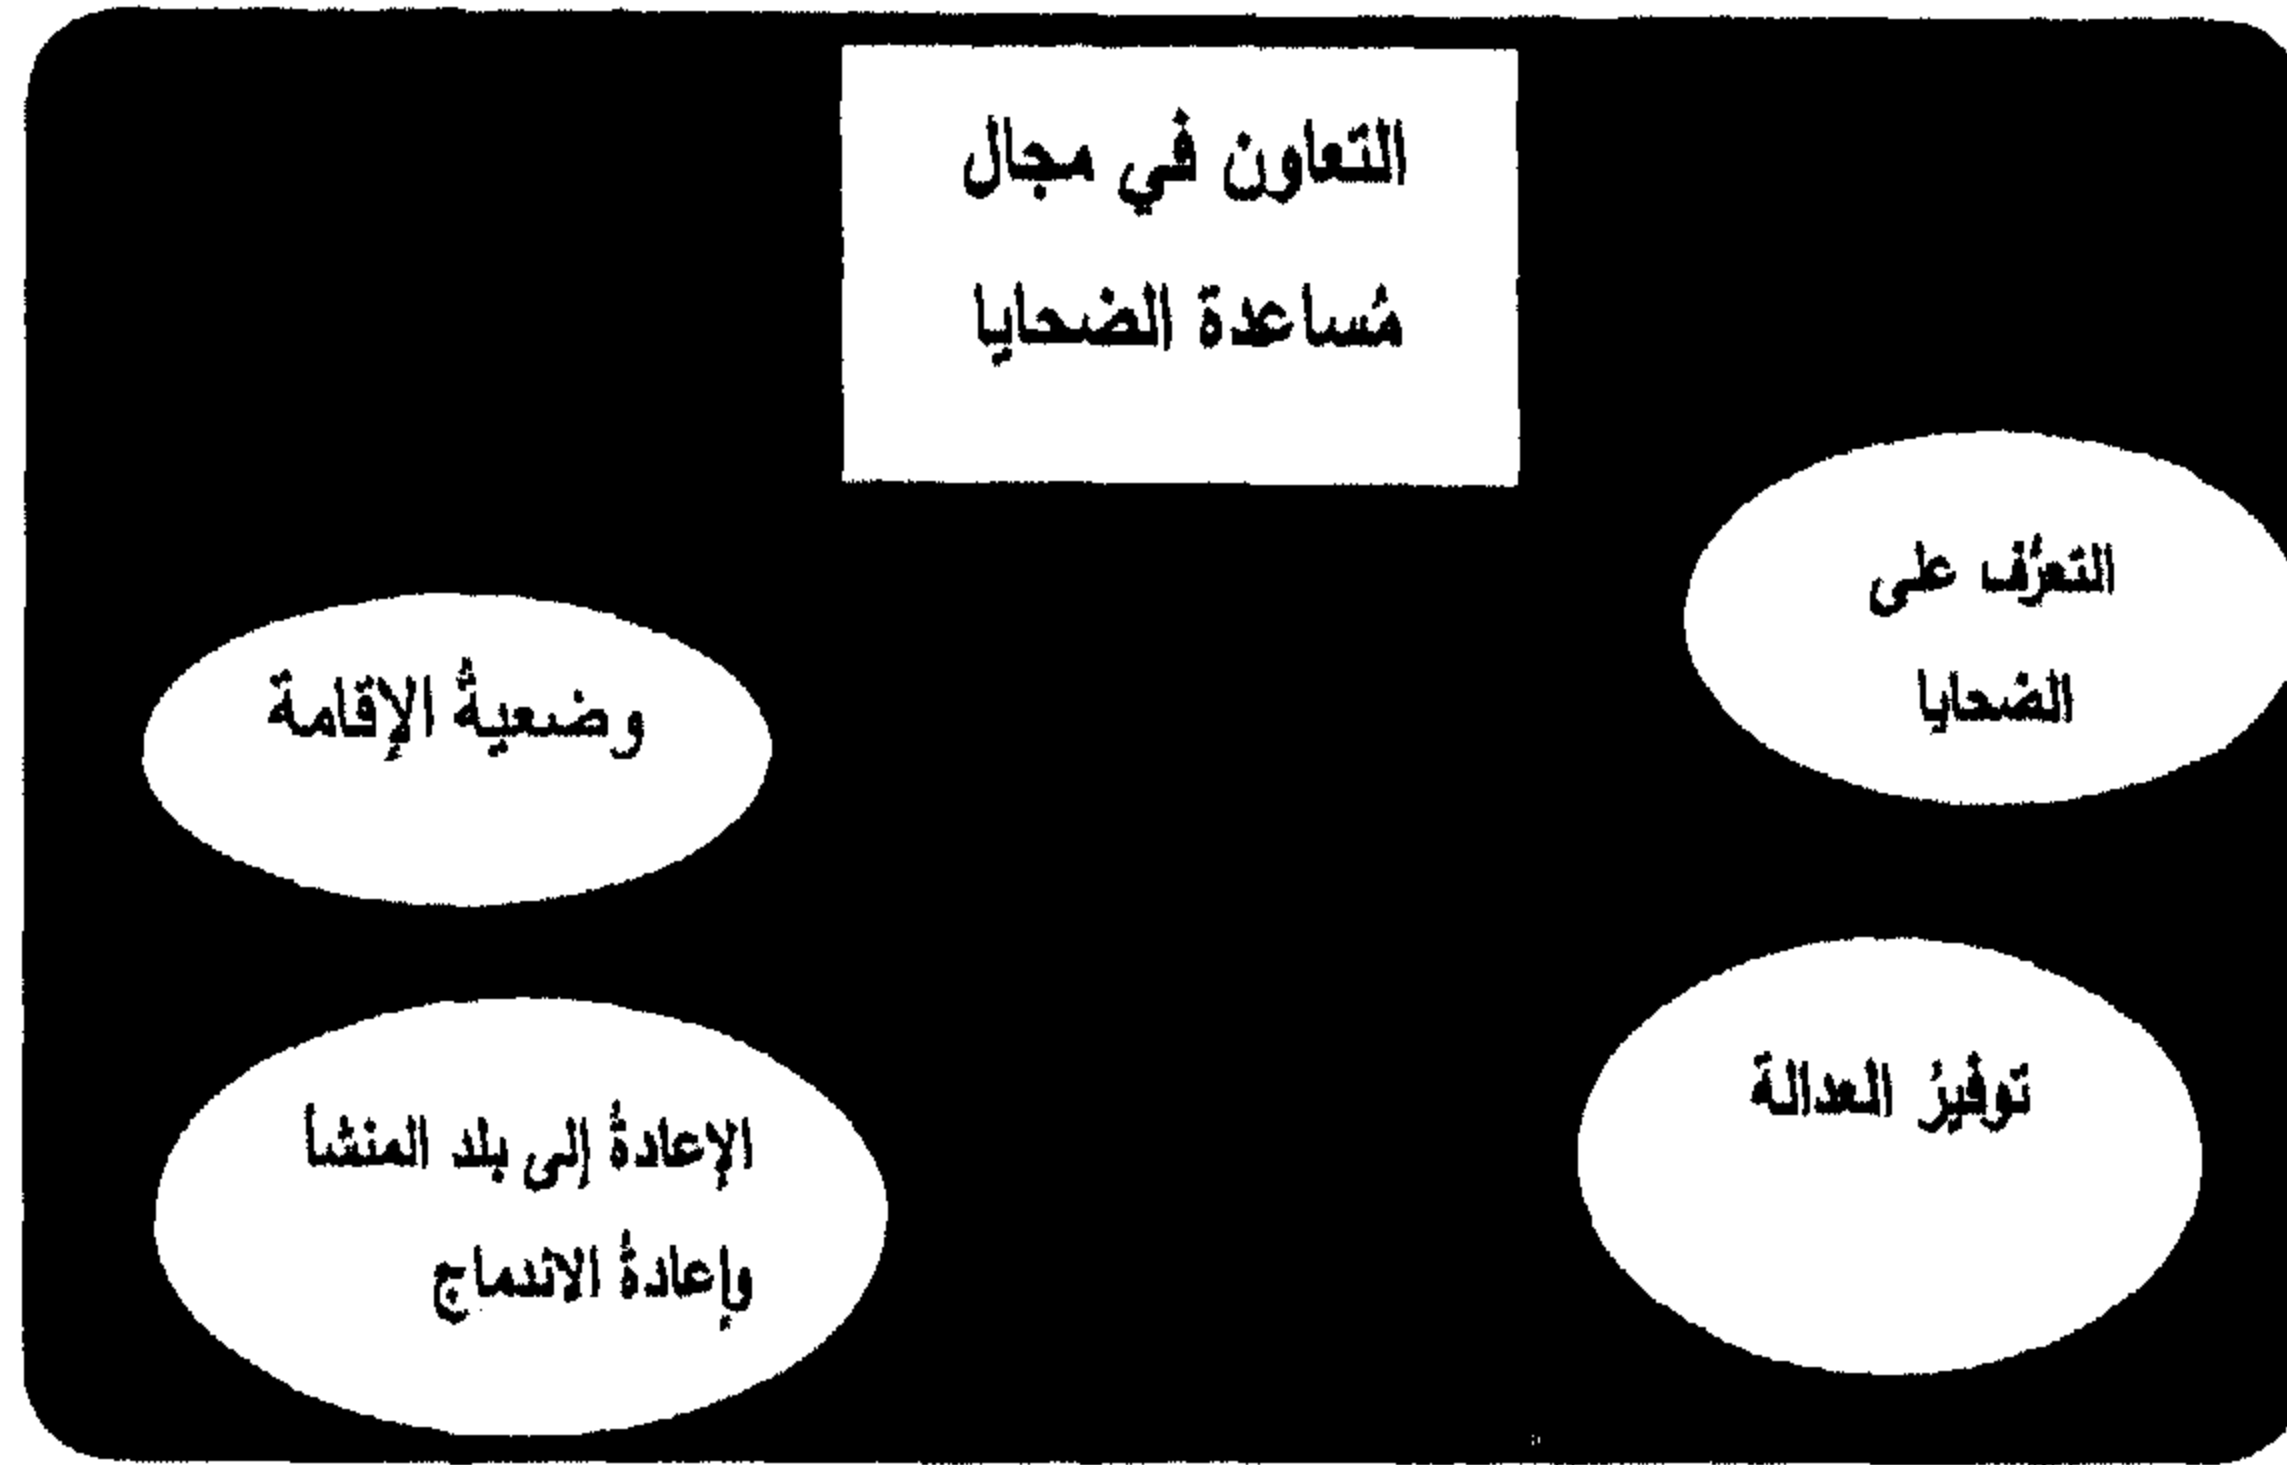 التعاون في مجال
مُساعدة الضحايا
التعرُّف على
الضحايا
وضعيةُ الإقامة
توفيرُ العدالة
الإعادةُ إلى بلد المنشأ
وإعادةُ الاندماج